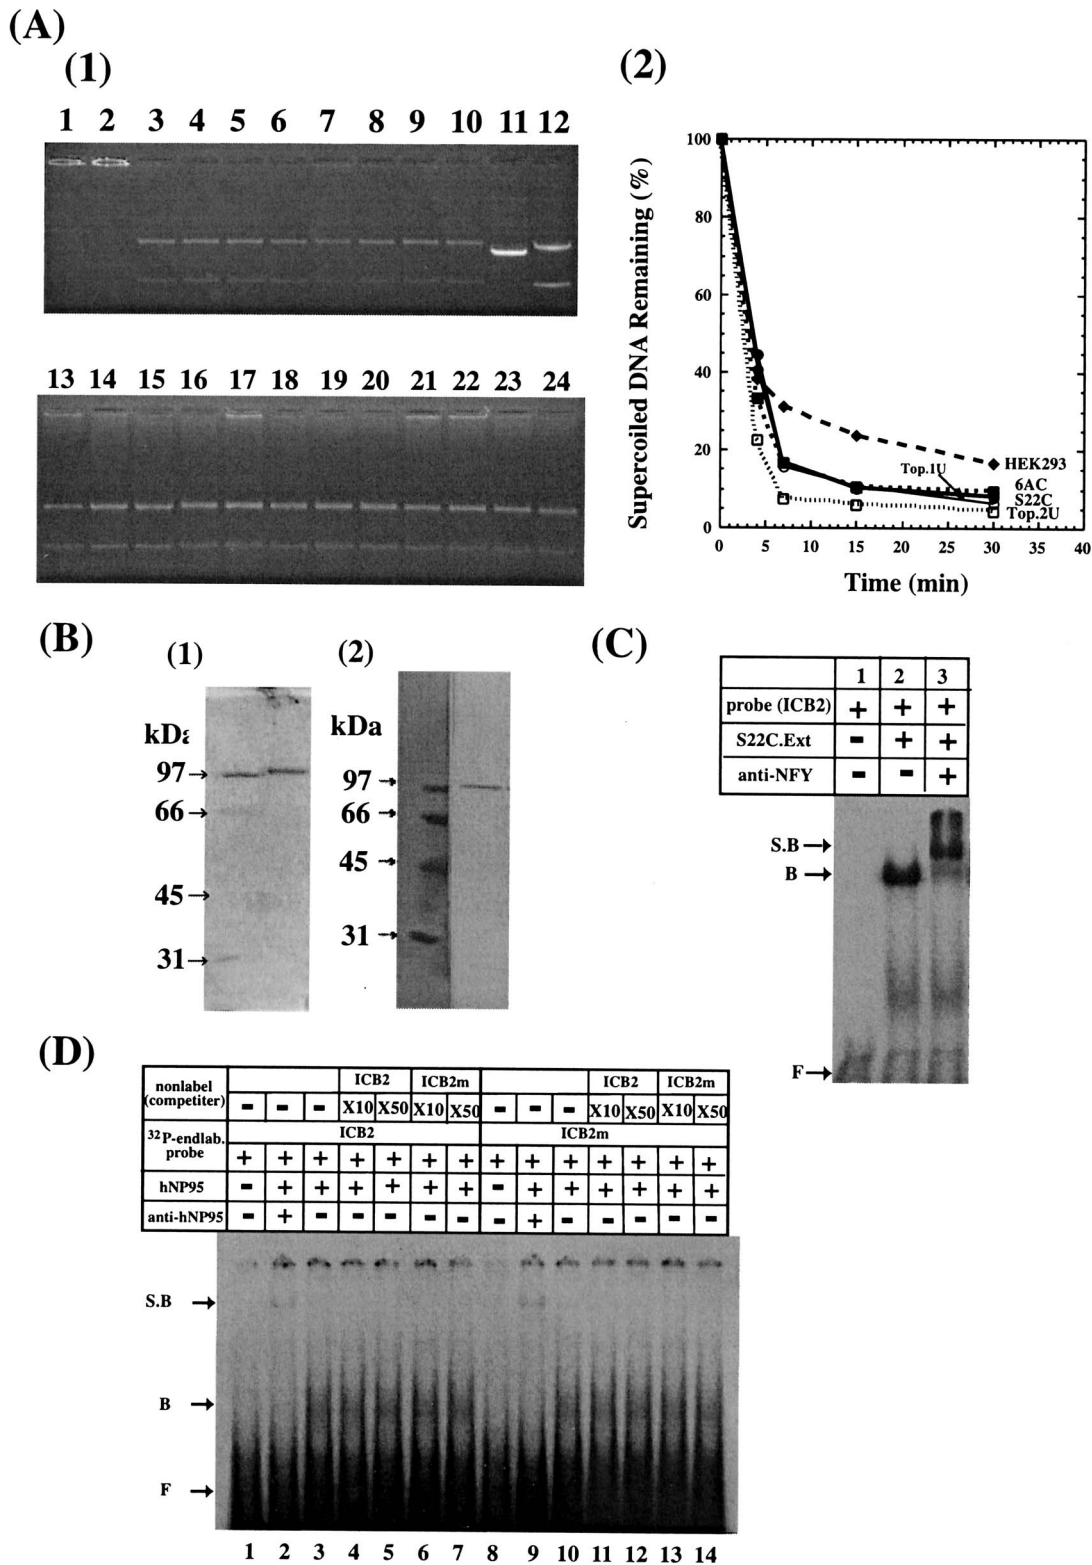 (A)
(1)
1 2 3 4 5 6 7 8 9 10 11 12
13 14 15 16 17 18 19 20 21 22 23 24
(2)
Supercoiled DNA Remaining (%)
100
80
60
40
20
0
0 5 10 15 20 25 30 35 40
Time (min)
HEK293
Top.1U
6AC
S22C
Top.2U
(B)
(1)
kDa
97
66
45
31
(2)
kDa
97
66
45
31
(C)
1 2 3
probe (ICB2) + + +
S22C.Ext - + +
anti-NFY - - +
S.B
B
F
(D)
nonlabel (competiter) ICB2 ICB2m ICB2 ICB2m
- - - X10 X50 X10 X50 - - - X10 X50 X10 X50
32P-endlab. probe ICB2 ICB2m
+ + + + + + + + + + + + + +
hNP95 - + + + + + + - + + + + + +
anti-hNP95 - + - - - - - - + - - - - -
S.B
B
F
1 2 3 4 5 6 7 8 9 10 11 12 13 14